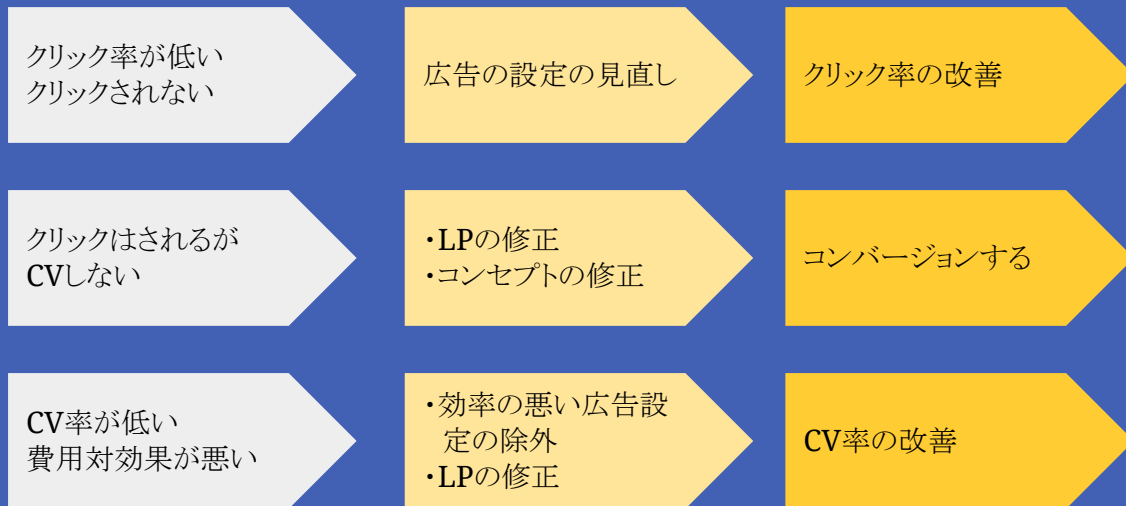 クリック率が低い
クリックされない
広告の設定の見直し
クリック率の改善
クリックはされるが
CVしない
・LPの修正
・コンセプトの修正
コンバージョンする
CV率が低い
費用対効果が悪い
・効率の悪い広告設
定の除外
・LPの修正
CV率の改善